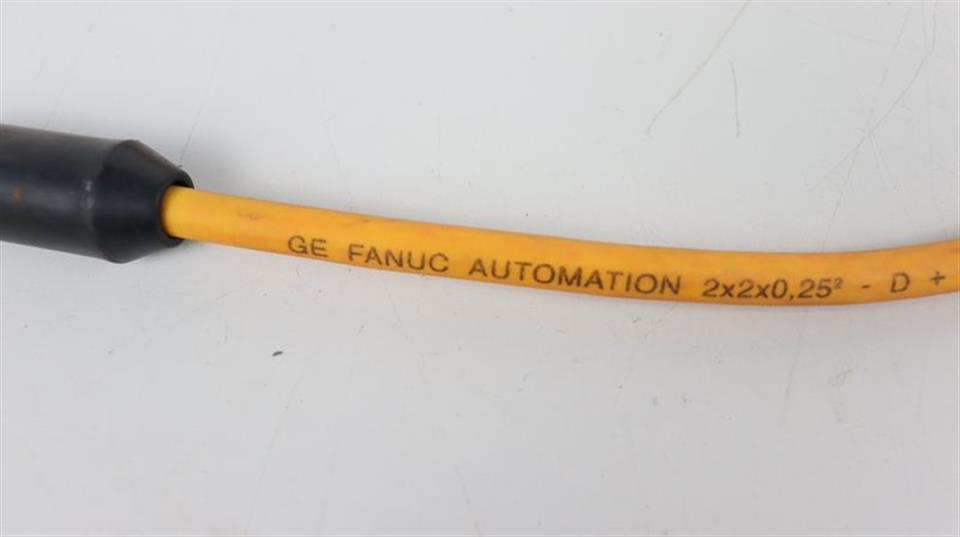 GE FANUC AUTOMATION 2x2x0,25² - D +